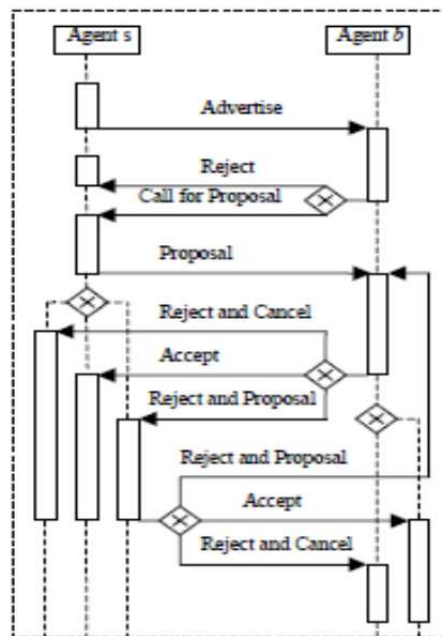 Agent s
Agent b
Advertise
Reject
Call for Proposal
Proposal
Reject and Cancel
Accept
Reject and Proposal
Reject and Proposal
Accept
Reject and Cancel